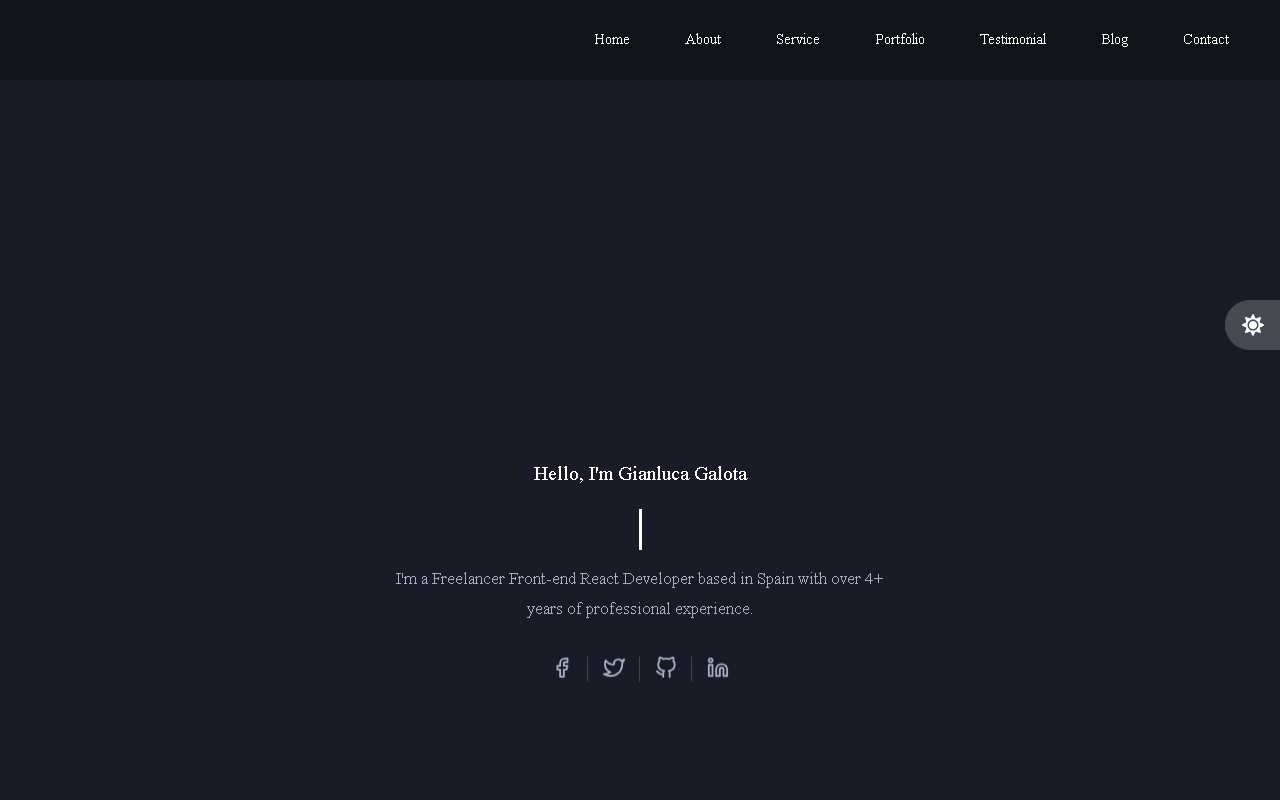 Home About Service Portfolio Testimonial Blog Contact
Hello, I'm Gianluca Galota
I'm a Freelancer Front-end React Developer based in Spain with over 4+
years of professional experience.